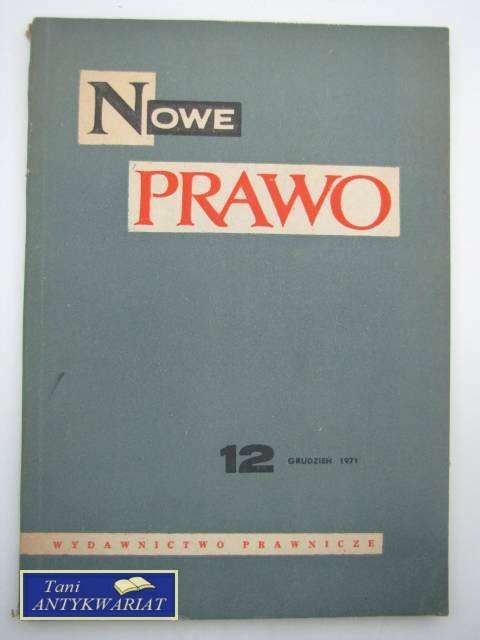 NOWE
PRAWO
12 GRUDZIEŃ 1971
WYDAWNICTWO PRAWNICZE
Tani
ANTYKWARIAT